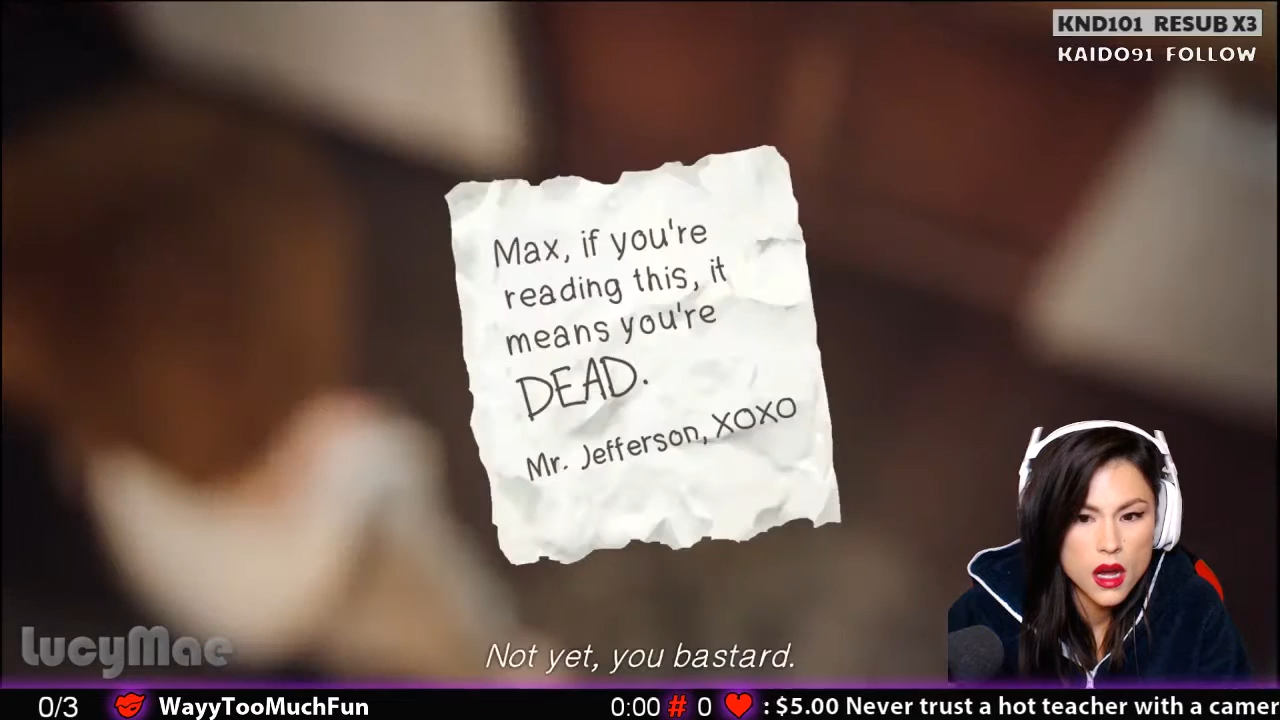 KND101 RESUB X3
KAIDO91 FOLLOW
Max, if you're
reading this, it
means you're
DEAD.
Mr. Jefferson, XOXO
LucyMae
Not yet, you bastard.
0/3 WayyTooMuchFun 0:00 # 0 : $5.00 Never trust a hot teacher with a camer